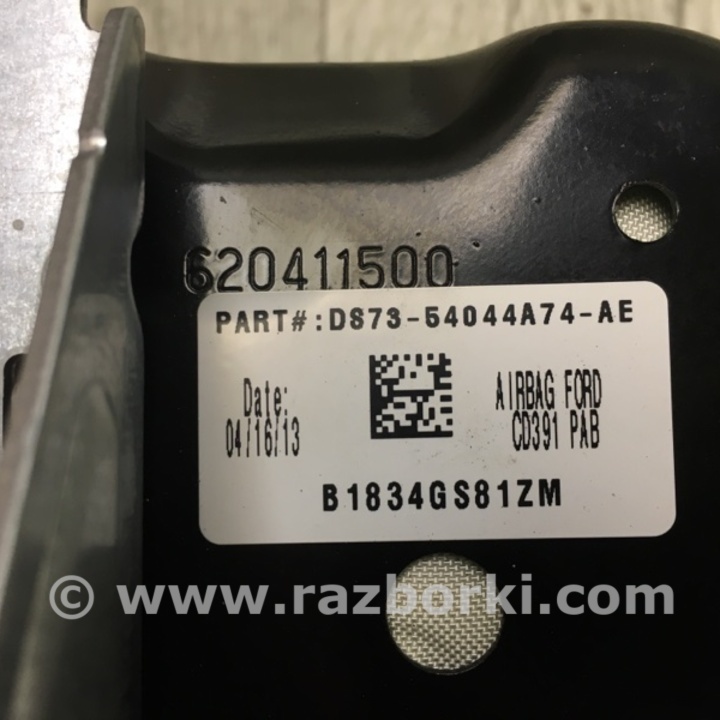 620411500
PART#:DS73-54044A74-AE
Date:
04/16/13
AIRBAG FORD
CD391 PAB
B1834GS81ZM
© www.razborki.com